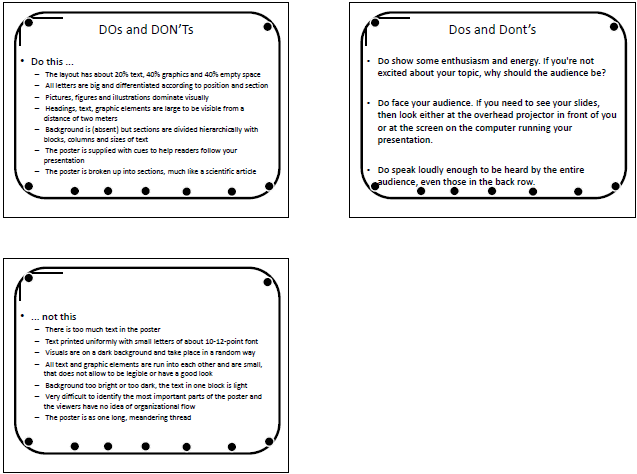 DOs and DON'Ts
• Do this ...
– The layout has about 20% text, 40% graphics and 40% empty space
– All letters are big and differentiated according to position and section
– Pictures, figures and illustrations dominate visually
– Headings, text, graphic elements are large to be visible from a
distance of two meters
– Background is (absent) but sections are divided hierarchically with
blocks, columns and sizes of text
– The poster is supplied with cues to help readers follow your
presentation
– The poster is broken up into sections, much like a scientific article
Dos and Dont's
• Do show some enthusiasm and energy. If you're not
excited about your topic, why should the audience be?
• Do face your audience. If you need to see your slides,
then look either at the overhead projector in front of you
or at the screen on the computer running your
presentation.
• Do speak loudly enough to be heard by the entire
audience, even those in the back row.
• ... not this
– There is too much text in the poster
– Text printed uniformly with small letters of about 10-12-point font
– Visuals are on a dark background and take place in a random way
– All text and graphic elements are run into each other and are small,
that does not allow to be legible or have a good look
– Background too bright or too dark, the text in one block is light
– Very difficult to identify the most important parts of the poster and
the viewers have no idea of organizational flow
– The poster is as one long, meandering thread